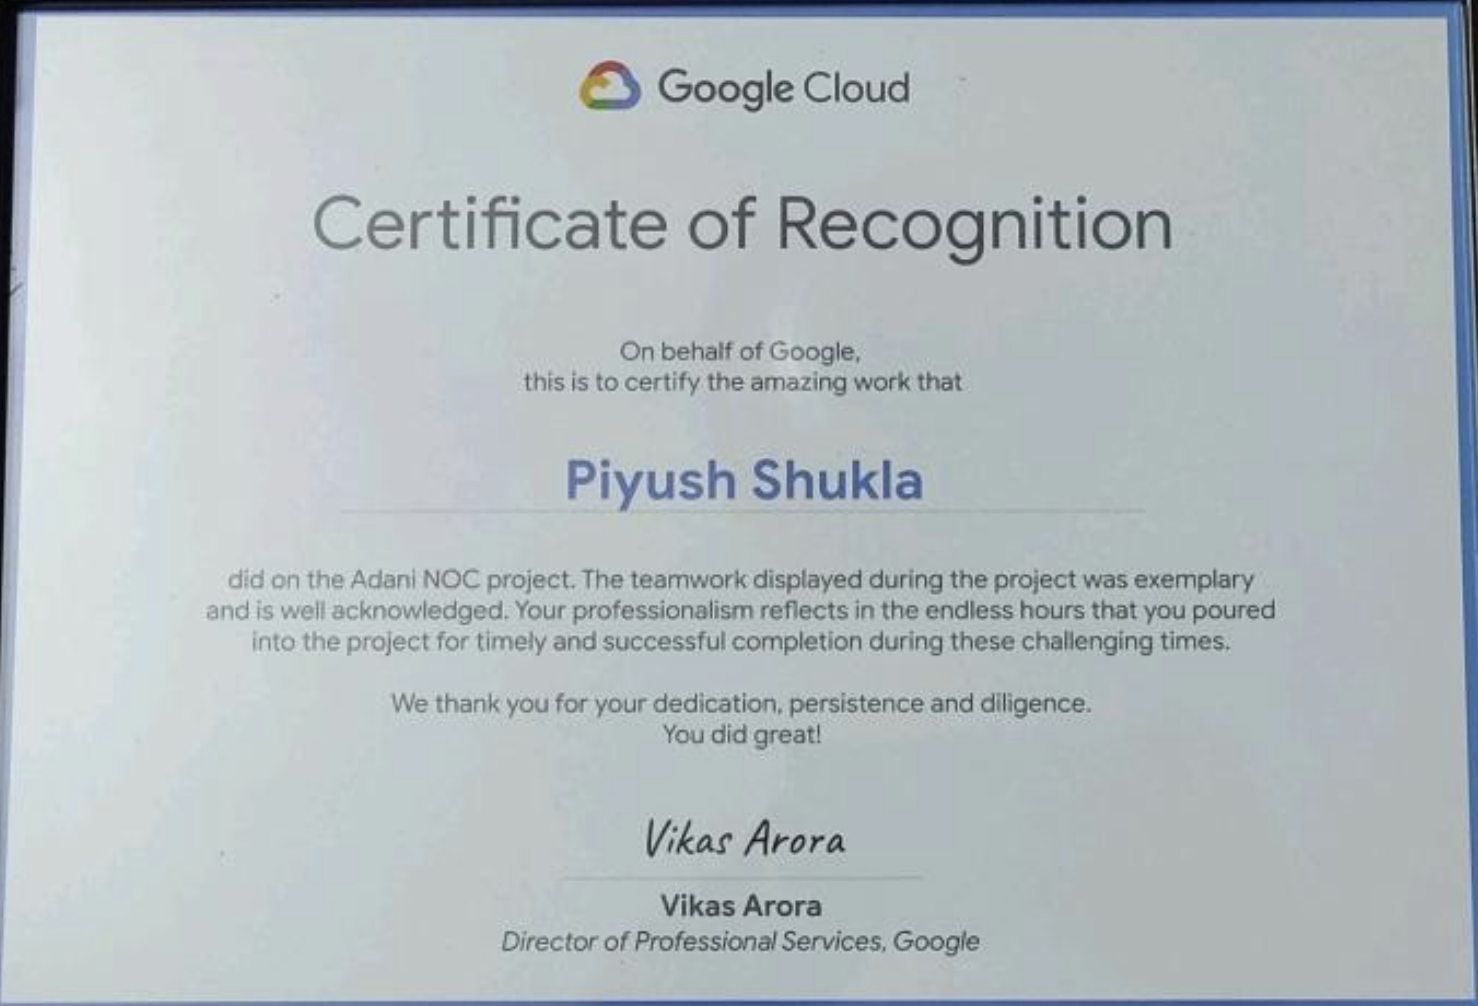 Google Cloud
Certificate of Recognition
On behalf of Google,
this is to certify the amazing work that
Piyush Shukla
did on the Adani NOC project. The teamwork displayed during the project was exemplary
and is well acknowledged. Your professionalism reflects in the endless hours that you poured
into the project for timely and successful completion during these challenging times.
We thank you for your dedication, persistence and diligence.
You did great!
Vikas Arora
Vikas Arora
Director of Professional Services, Google